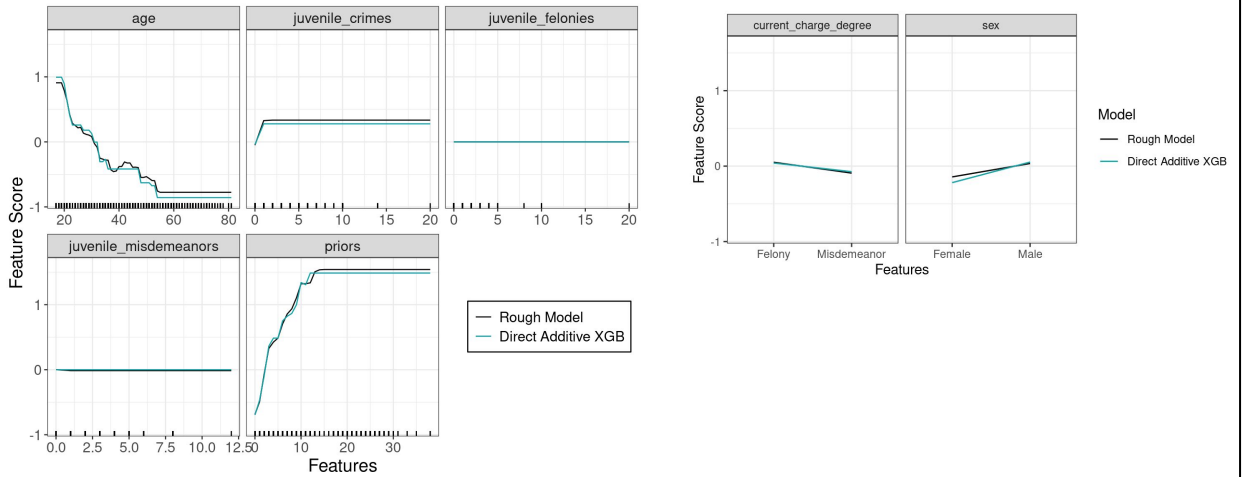 age juvenile_crimes juvenile_felonies
1
0
-1
20 40 60 80 0 5 10 15 20 0 5 10 15 20
juvenile_misdemeanors priors
1
0
-1
0.0 2.5 5.0 7.5 10.0 12.5 0 10 20 30
Feature Score
Features
Rough Model
Direct Additive XGB
current_charge_degree sex
1
0
-1
Felony Misdemeanor Female Male
Feature Score
Features
Model
Rough Model
Direct Additive XGB